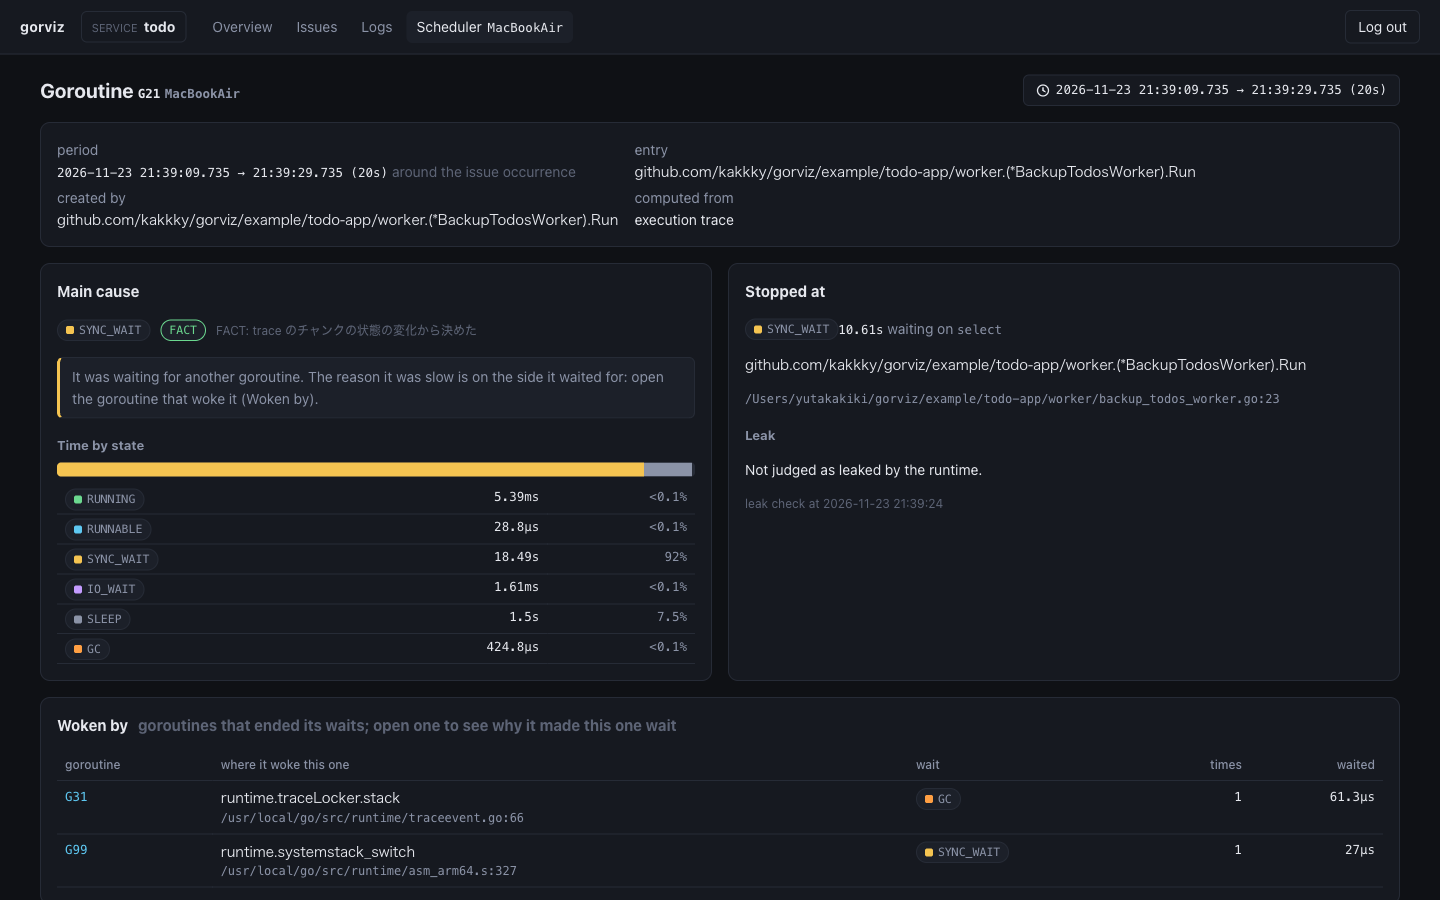 gorviz
SERVICE todo
Overview
Issues
Logs
Scheduler MacBookAir
Log out
Goroutine G21 MacBookAir
2026-11-23 21:39:09.735 → 21:39:29.735 (20s)
period
2026-11-23 21:39:09.735 → 21:39:29.735 (20s) around the issue occurrence
entry
github.com/kakkky/gorviz/example/todo-app/worker.(*BackupTodosWorker).Run
created by
github.com/kakkky/gorviz/example/todo-app/worker.(*BackupTodosWorker).Run
computed from
execution trace
Main cause
SYNC_WAIT FACT FACT: trace のチャンクの状態の変化から決めた
It was waiting for another goroutine. The reason it was slow is on the side it waited for: open
the goroutine that woke it (Woken by).
Time by state
RUNNING 5.39ms <0.1%
RUNNABLE 28.8µs <0.1%
SYNC_WAIT 18.49s 92%
IO_WAIT 1.61ms <0.1%
SLEEP 1.5s 7.5%
GC 424.8µs <0.1%
Stopped at
SYNC_WAIT 10.61s waiting on select
github.com/kakkky/gorviz/example/todo-app/worker.(*BackupTodosWorker).Run
/Users/yutakakiki/gorviz/example/todo-app/worker/backup_todos_worker.go:23
Leak
Not judged as leaked by the runtime.
leak check at 2026-11-23 21:39:24
Woken by goroutines that ended its waits; open one to see why it made this one wait
goroutine where it woke this one wait times waited
G31 runtime.traceLocker.stack GC 1 61.3µs
/usr/local/go/src/runtime/traceevent.go:66
G99 runtime.systemstack_switch SYNC_WAIT 1 27µs
/usr/local/go/src/runtime/asm_arm64.s:327